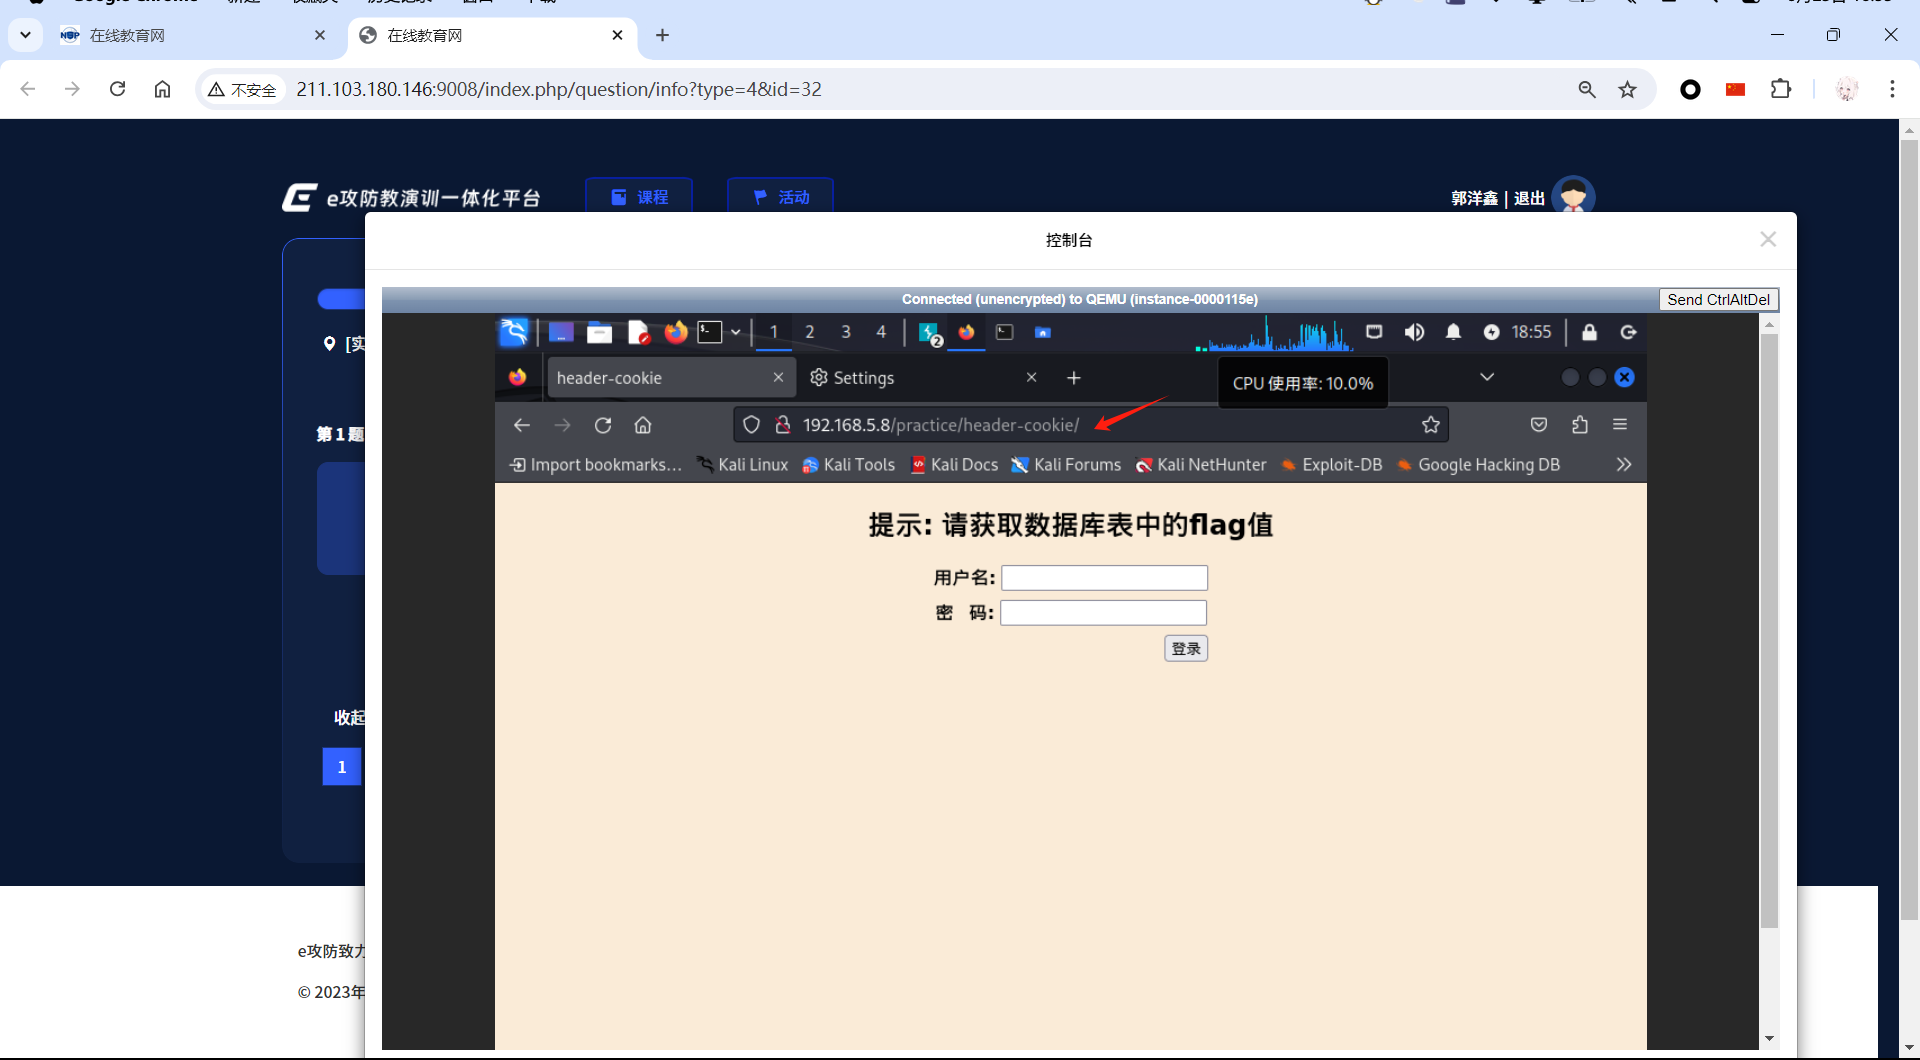 在线教育网
在线教育网
不安全
211.103.180.146:9008/index.php/question/info?type=4&id=32
e攻防教演训一体化平台
课程
活动
郭洋鑫 | 退出
控制台
Connected (unencrypted) to QEMU (instance-0000115e)
Send CtrlAltDel
1 2 3 4
2
18:55
[实
header-cookie
Settings
CPU 使用率: 10.0%
192.168.5.8/practice/header-cookie/
第 1 题
Import bookmarks...
Kali Linux
Kali Tools
Kali Docs
Kali Forums
Kali NetHunter
Exploit-DB
Google Hacking DB
提示: 请获取数据库表中的flag值
用户名:
密 码:
登录
收起
1
e攻防致力
© 2023年